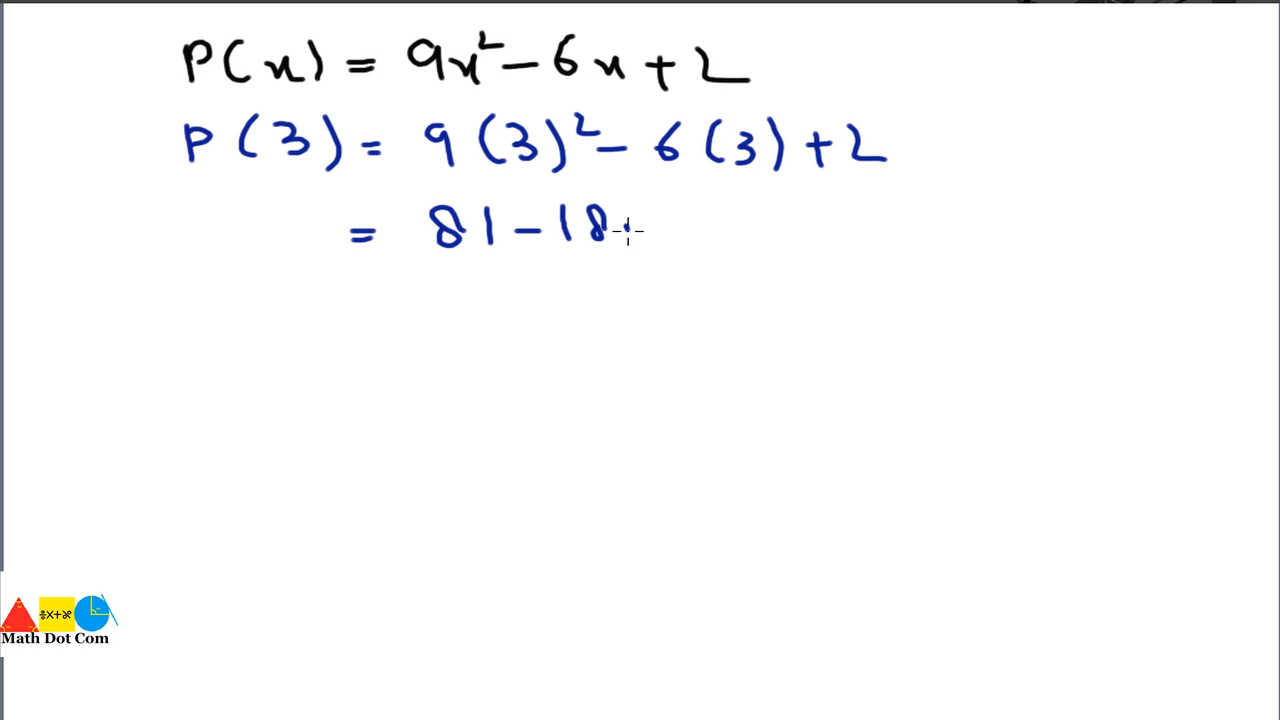 P(x) = 9x² - 6x + 2
P(3) = 9(3)² - 6(3) + 2
= 81 - 18
Math Dot Com